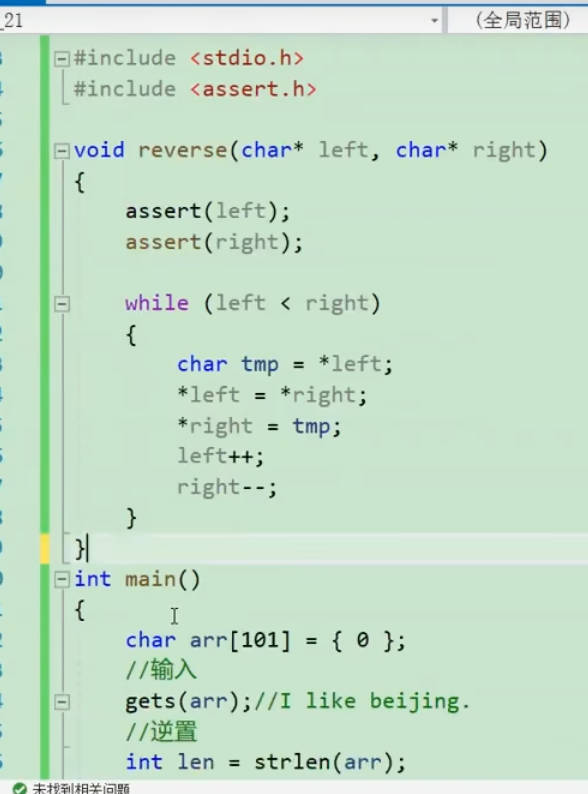 _21 (全局范围)
#include <stdio.h>
#include <assert.h>
void reverse(char* left, char* right)
{
assert(left);
assert(right);
while (left < right)
{
char tmp = *left;
*left = *right;
*right = tmp;
left++;
right--;
}
}
int main()
{
char arr[101] = { 0 };
//输入
gets(arr);//I like beijing.
//逆置
int len = strlen(arr);
未找到相关问题